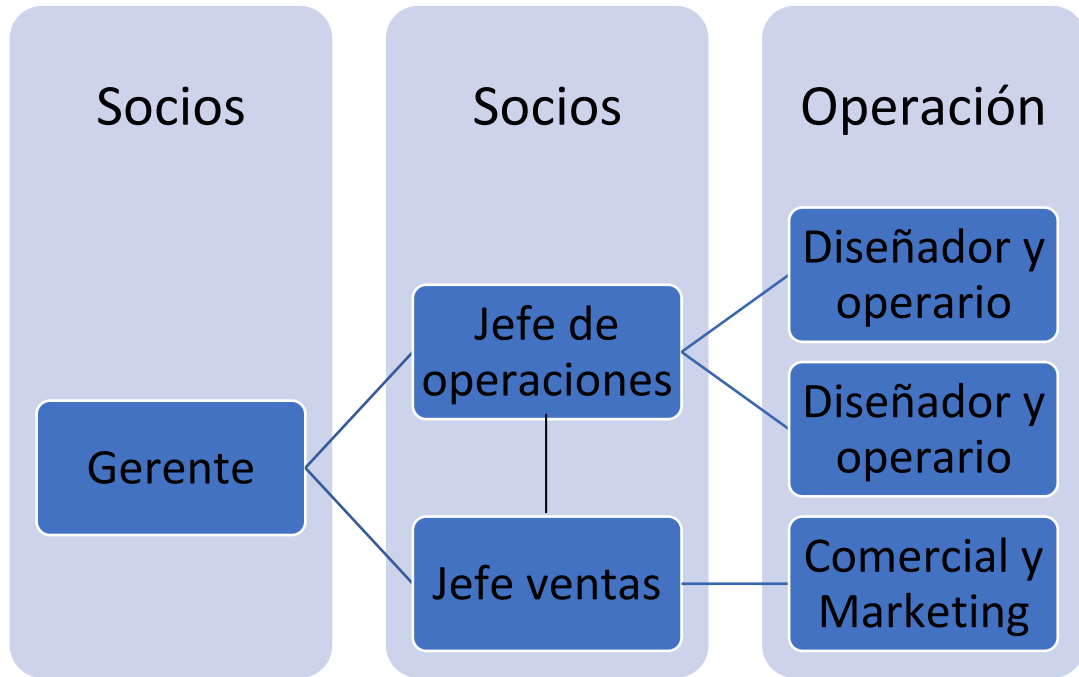 Socios
Socios
Operación
Gerente
Jefe de
operaciones
Jefe ventas
Diseñador y
operario
Diseñador y
operario
Comercial y
Marketing